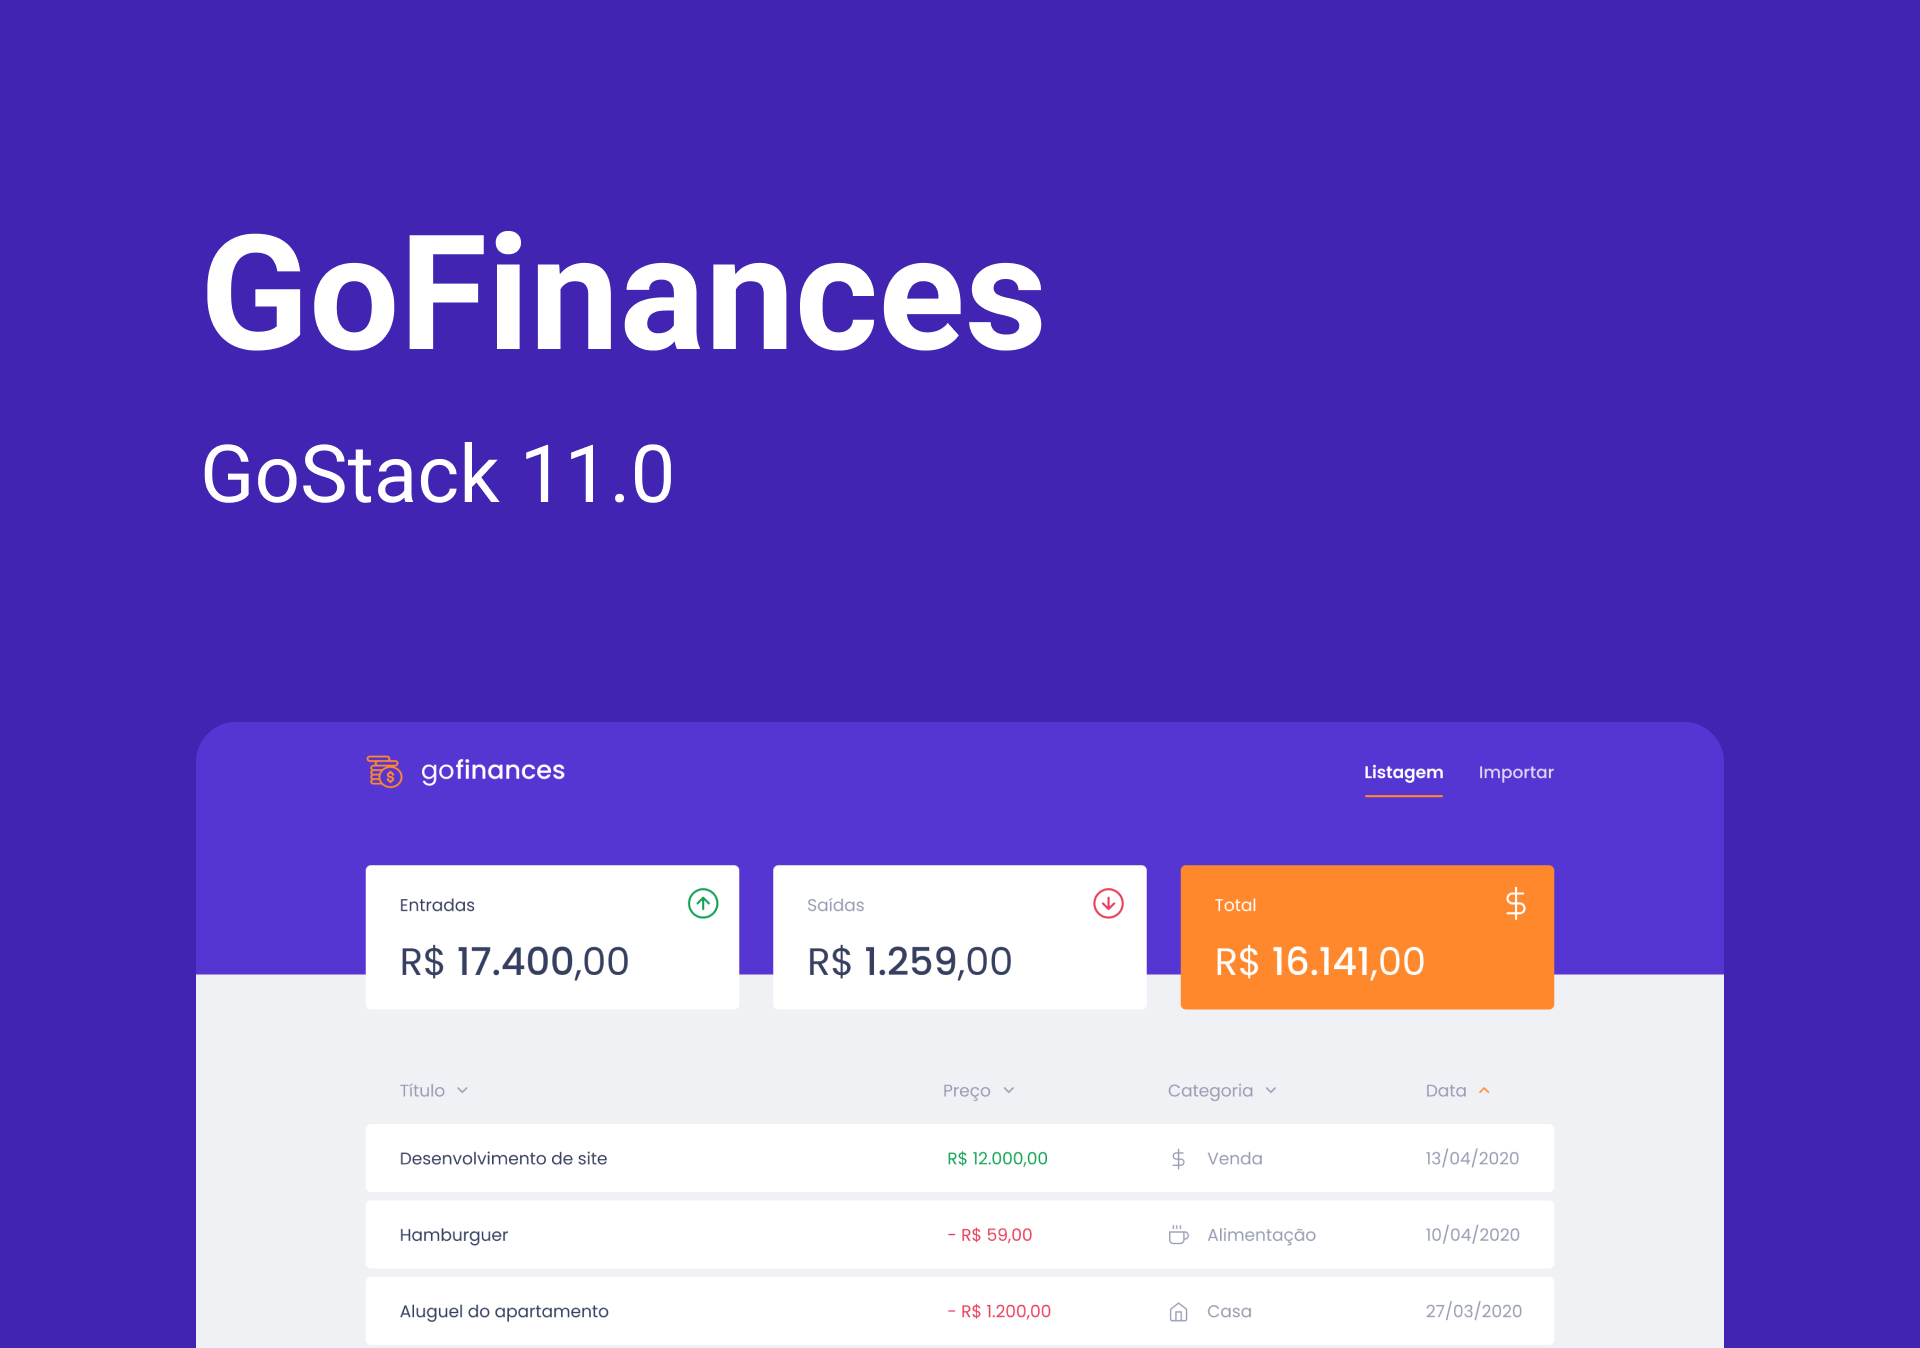 GoFinances
GoStack 11.0
gofinances
Listagem Importar
Entradas
R$ 17.400,00
Saídas
R$ 1.259,00
Total
R$ 16.141,00
Título Preço Categoria Data
Desenvolvimento de site R$ 12.000,00 Venda 13/04/2020
Hamburguer - R$ 59,00 Alimentação 10/04/2020
Aluguel do apartamento - R$ 1.200,00 Casa 27/03/2020